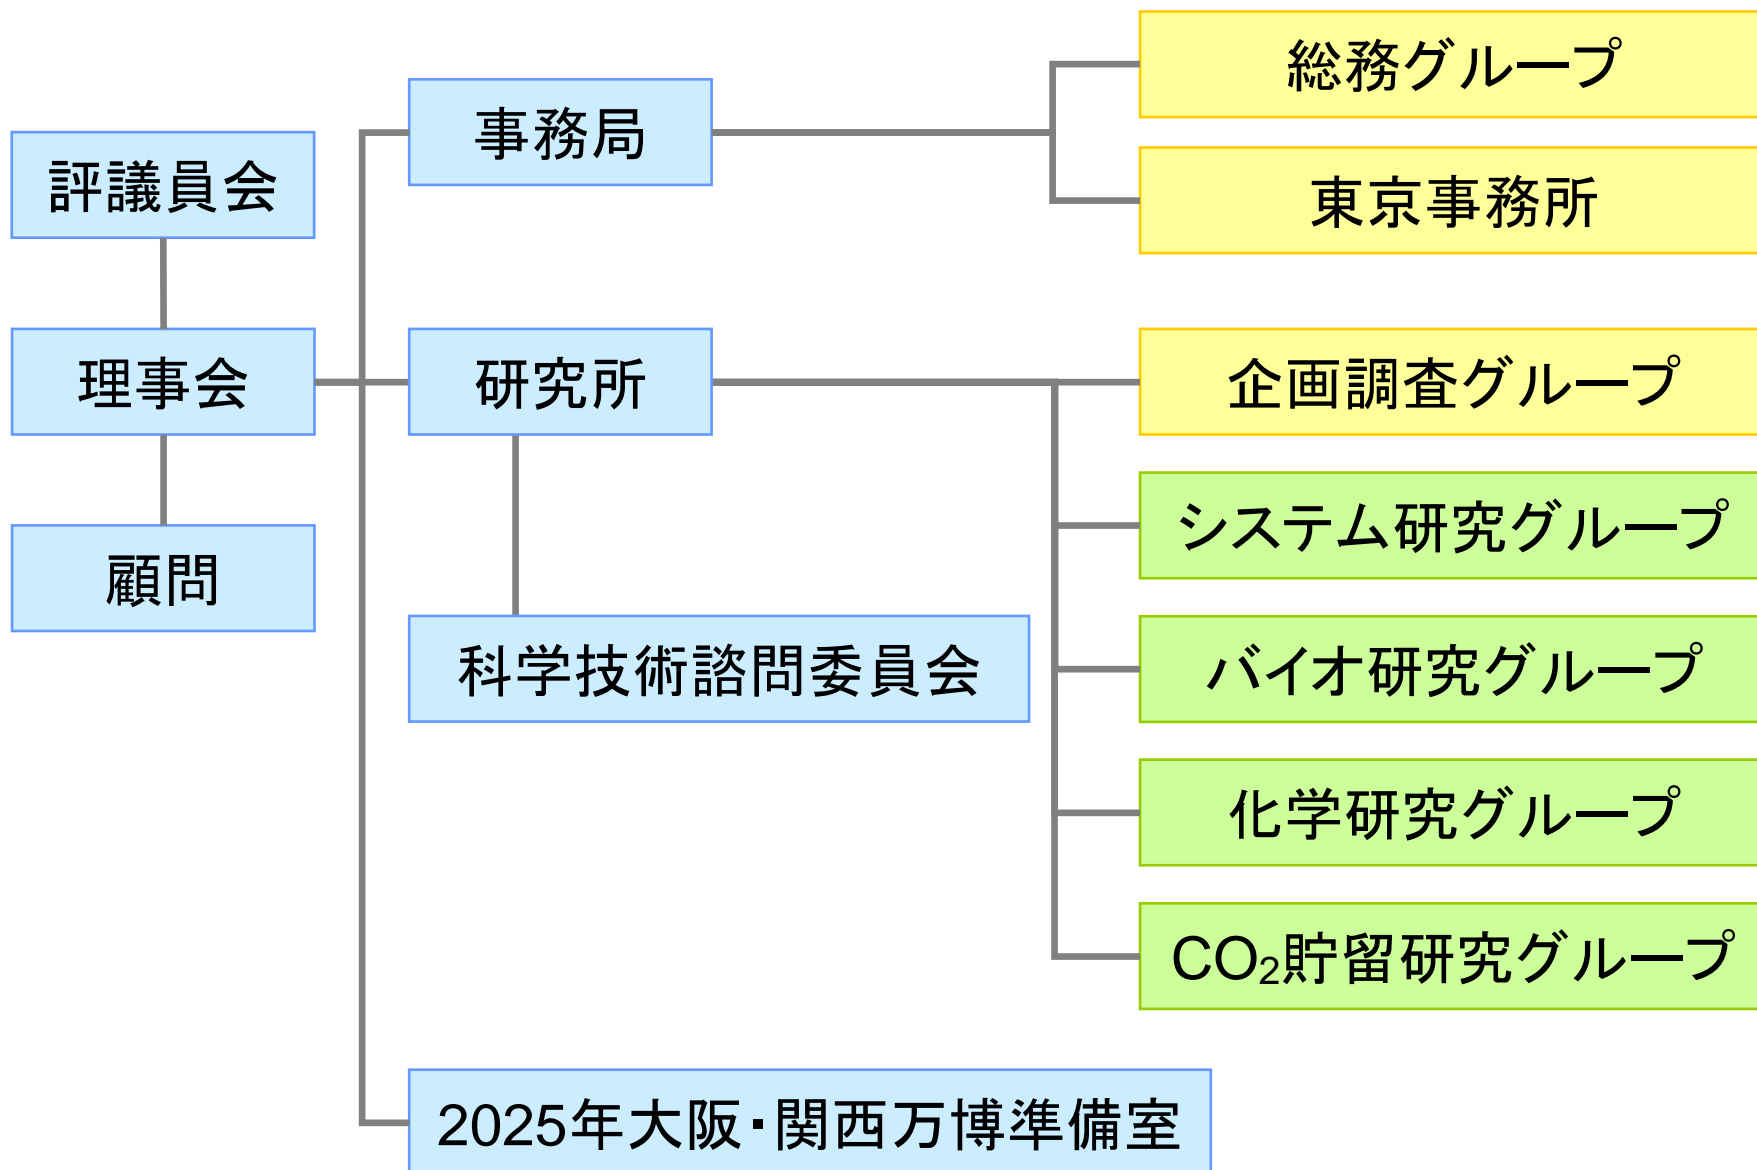 評議員会
理事会
顧問
事務局
研究所
科学技術諮問委員会
2025年大阪・関西万博準備室
総務グループ
東京事務所
企画調査グループ
システム研究グループ
バイオ研究グループ
化学研究グループ
CO₂貯留研究グループ